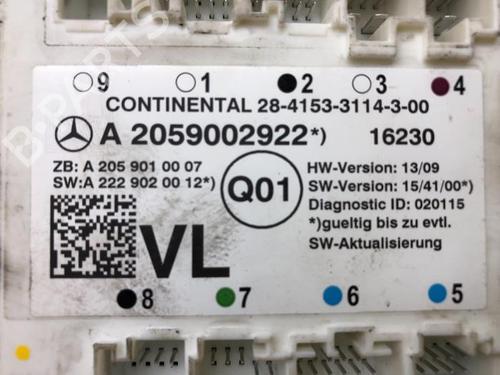 9 1 2 3 4
CONTINENTAL 28-4153-3114-3-00
A 2059002922*) 16230
ZB: A 205 901 00 07
SW:A 222 902 00 12*)
Q01
HW-Version: 13/09
SW-Version: 15/41/00*)
Diagnostic ID: 020115
*)gueltig bis zu evtl.
SW-Aktualisierung
VL
8 7 6 5
B-PARTS